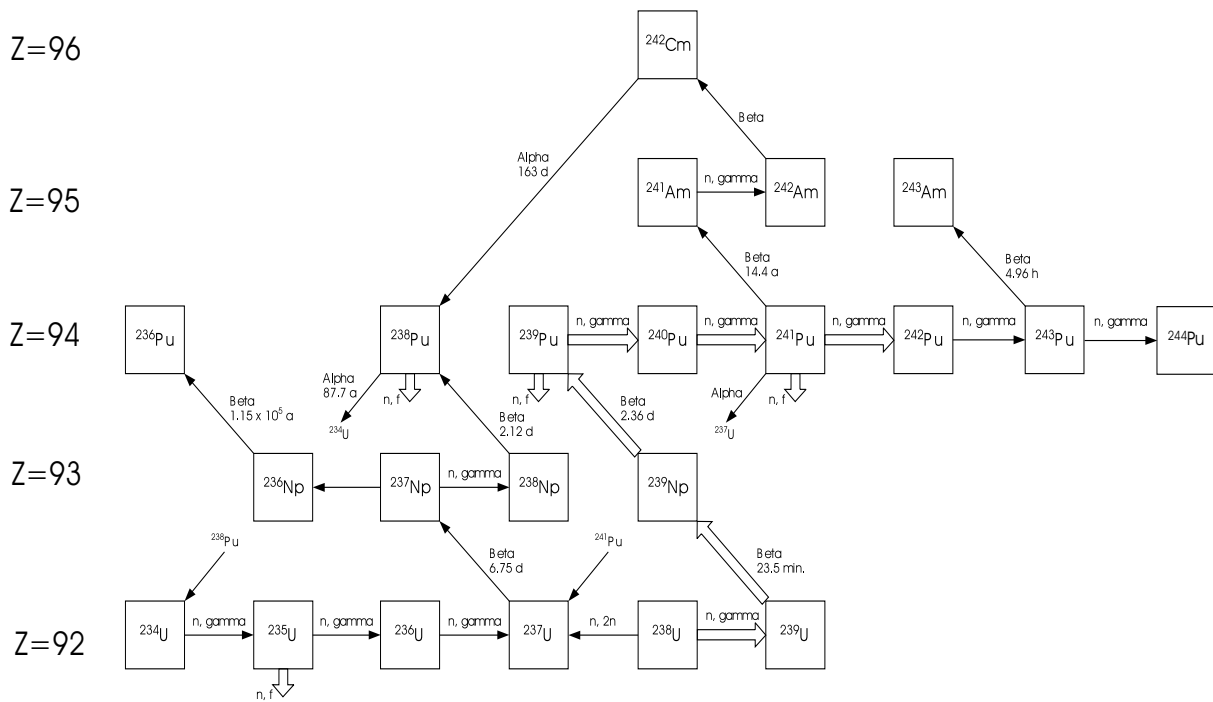 Z=96
²⁴²Cm
Beta
Alpha
163 d
Z=95
²⁴¹Am
n, gamma
²⁴²Am
²⁴³Am
Beta
14.4 a
Beta
4.96 h
Z=94
²³⁶Pu
²³⁸Pu
²³⁹Pu
n, gamma
²⁴⁰Pu
n, gamma
²⁴¹Pu
n, gamma
²⁴²Pu
n, gamma
²⁴³Pu
n, gamma
²⁴⁴Pu
Beta
1.15 x 10⁵ a
Alpha
87.7 a
²³⁴U
n, f
Beta
2.12 d
n, f
Beta
2.36 d
Alpha
²³⁷U
n, f
Z=93
²³⁶Np
²³⁷Np
n, gamma
²³⁸Np
²³⁹Np
²³⁸Pu
Beta
6.75 d
²⁴¹Pu
Beta
23.5 min.
Z=92
²³⁴U
n, gamma
²³⁵U
n, gamma
²³⁶U
n, gamma
²³⁷U
n, 2n
²³⁸U
n, gamma
²³⁹U
n, f